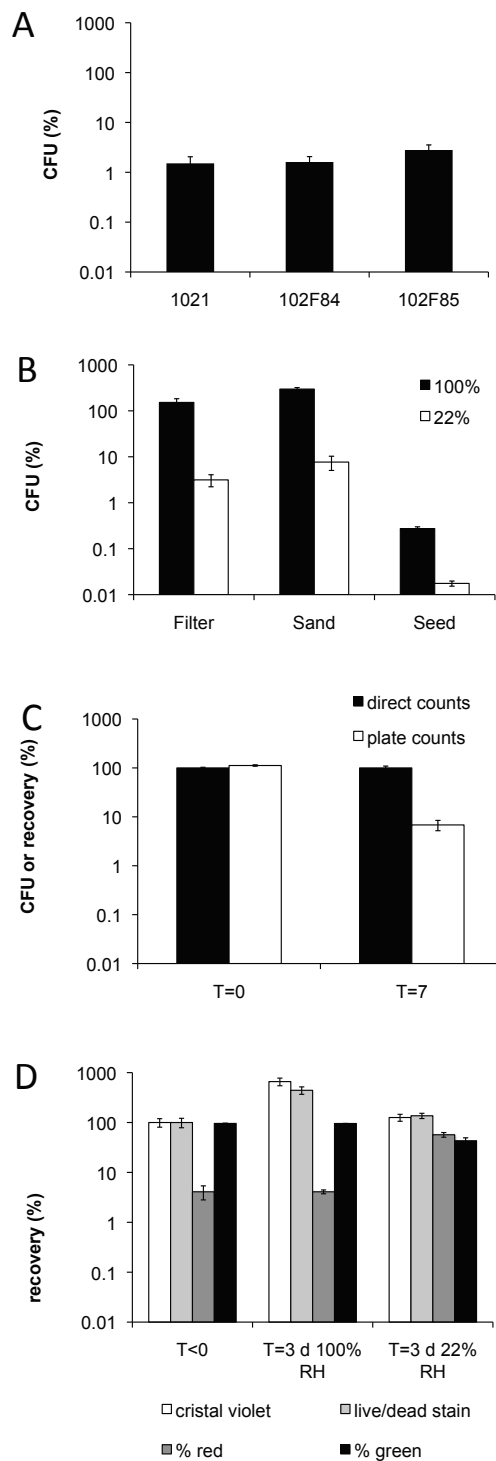 A
CFU (%)
1000
100
10
1
0.1
0.01
1021 102F84 102F85
B
CFU (%)
1000
100
10
1
0.1
0.01
100%
22%
Filter Sand Seed
C
direct counts
plate counts
CFU or recovery (%)
1000
100
10
1
0.1
0.01
T=0 T=7
D
recovery (%)
1000
100
10
1
0.1
0.01
T<0 T=3 d 100% T=3 d 22%
RH RH
cristal violet live/dead stain
% red % green